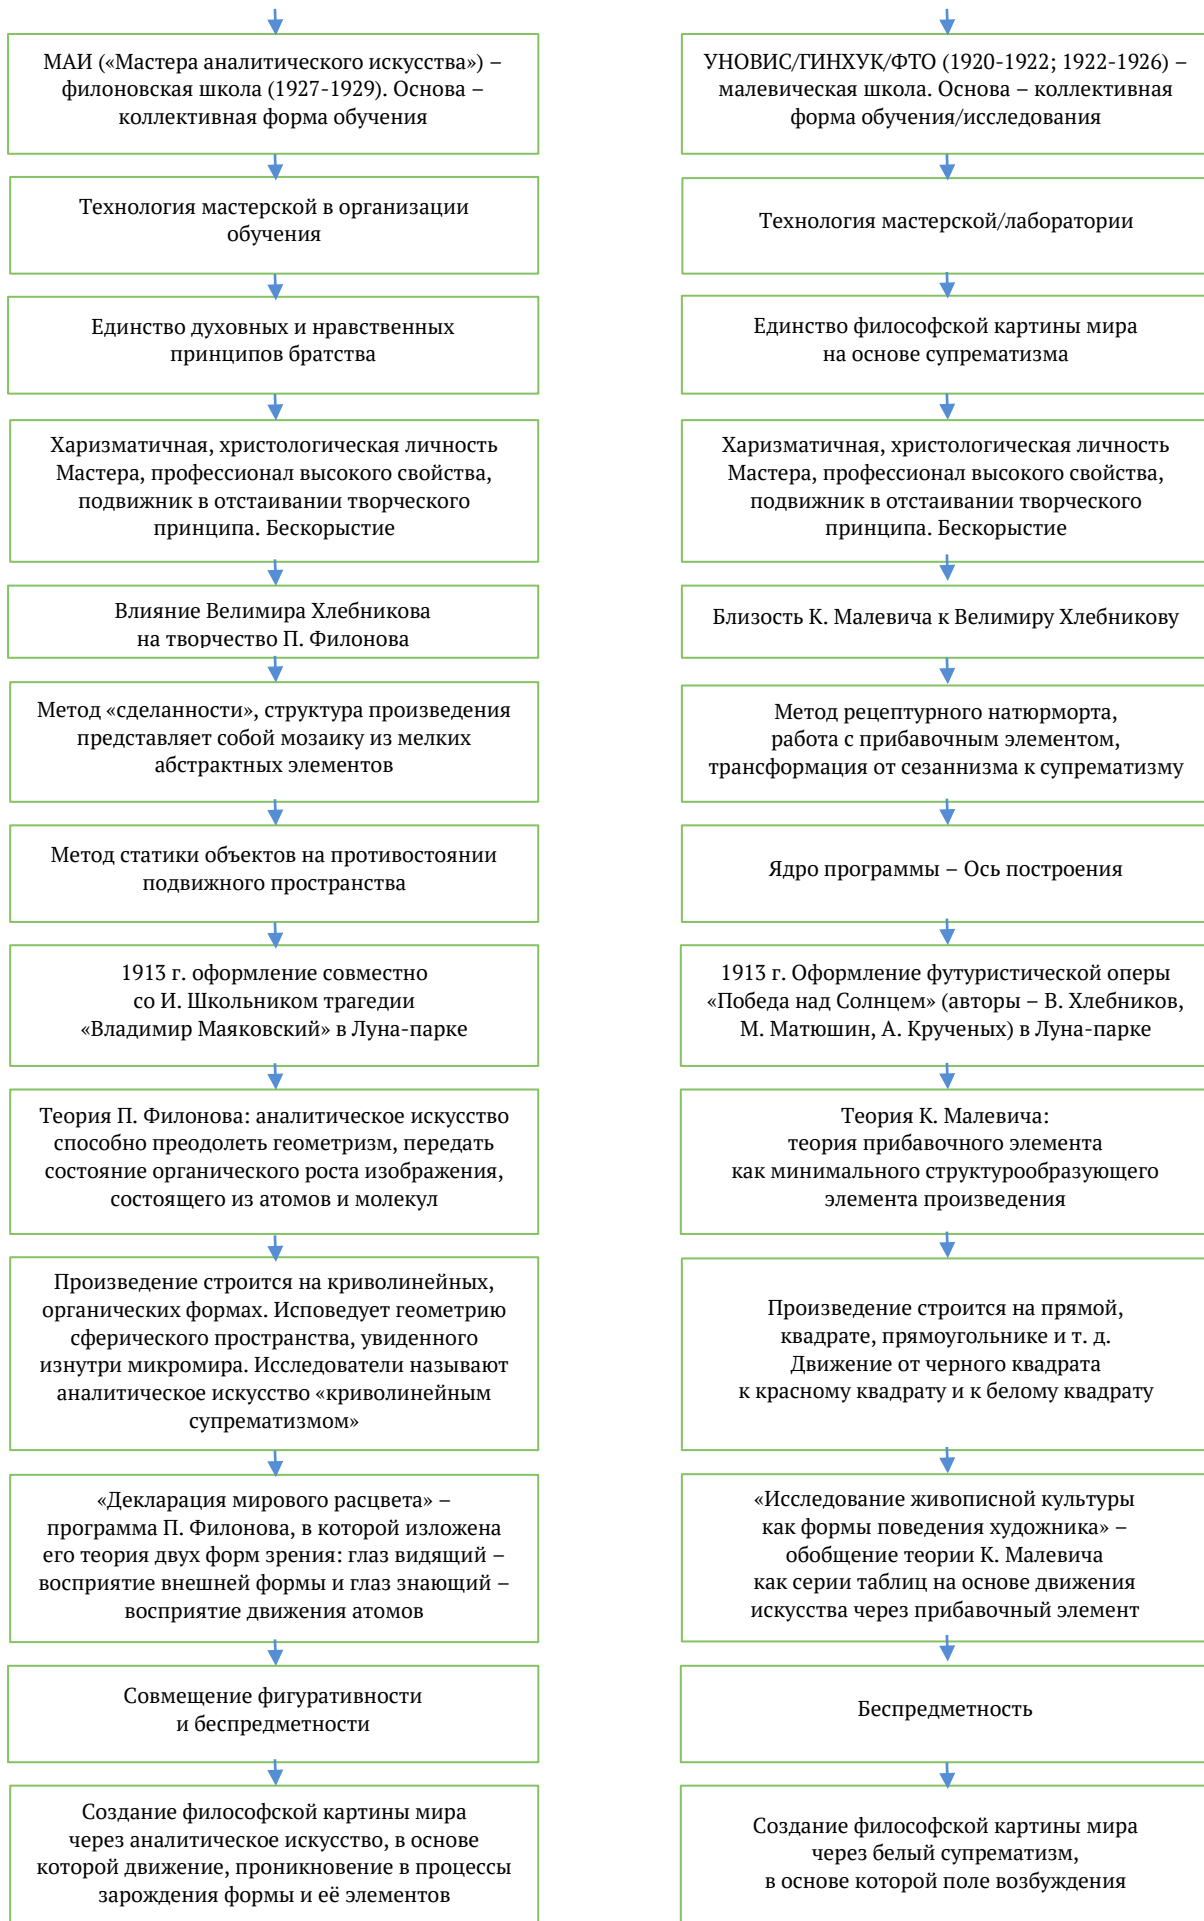 МАИ («Мастера аналитического искусства») –
филоновская школа (1927-1929). Основа –
коллективная форма обучения
Технология мастерской в организации
обучения
Единство духовных и нравственных
принципов братства
Харизматичная, христологическая личность
Мастера, профессионал высокого свойства,
подвижник в отстаивании творческого
принципа. Бескорыстие
Влияние Велимира Хлебникова
на творчество П. Филонова
Метод «сделанности», структура произведения
представляет собой мозаику из мелких
абстрактных элементов
Метод статики объектов на противостоянии
подвижного пространства
1913 г. оформление совместно
со И. Школьником трагедии
«Владимир Маяковский» в Луна-парке
Теория П. Филонова: аналитическое искусство
способно преодолеть геометризм, передать
состояние органического роста изображения,
состоящего из атомов и молекул
Произведение строится на криволинейных,
органических формах. Исповедует геометрию
сферического пространства, увиденного
изнутри микромира. Исследователи называют
аналитическое искусство «криволинейным
супрематизмом»
«Декларация мирового расцвета» –
программа П. Филонова, в которой изложена
его теория двух форм зрения: глаз видящий –
восприятие внешней формы и глаз знающий –
восприятие движения атомов
Совмещение фигуративности
и беспредметности
Создание философской картины мира
через аналитическое искусство, в основе
которой движение, проникновение в процессы
зарождения формы и её элементов
УНОВИС/ГИНХУК/ФТО (1920-1922; 1922-1926) –
малевическая школа. Основа – коллективная
форма обучения/исследования
Технология мастерской/лаборатории
Единство философской картины мира
на основе супрематизма
Харизматичная, христологическая личность
Мастера, профессионал высокого свойства,
подвижник в отстаивании творческого
принципа. Бескорыстие
Близость К. Малевича к Велимиру Хлебникову
Метод рецептурного натюрморта,
работа с прибавочным элементом,
трансформация от сезаннизма к супрематизму
Ядро программы – Ось построения
1913 г. Оформление футуристической оперы
«Победа над Солнцем» (авторы – В. Хлебников,
М. Матюшин, А. Крученых) в Луна-парке
Теория К. Малевича:
теория прибавочного элемента
как минимального структурообразующего
элемента произведения
Произведение строится на прямой,
квадрате, прямоугольнике и т. д.
Движение от черного квадрата
к красному квадрату и к белому квадрату
«Исследование живописной культуры
как формы поведения художника» –
обобщение теории К. Малевича
как серии таблиц на основе движения
искусства через прибавочный элемент
Беспредметность
Создание философской картины мира
через белый супрематизм,
в основе которой поле возбуждения